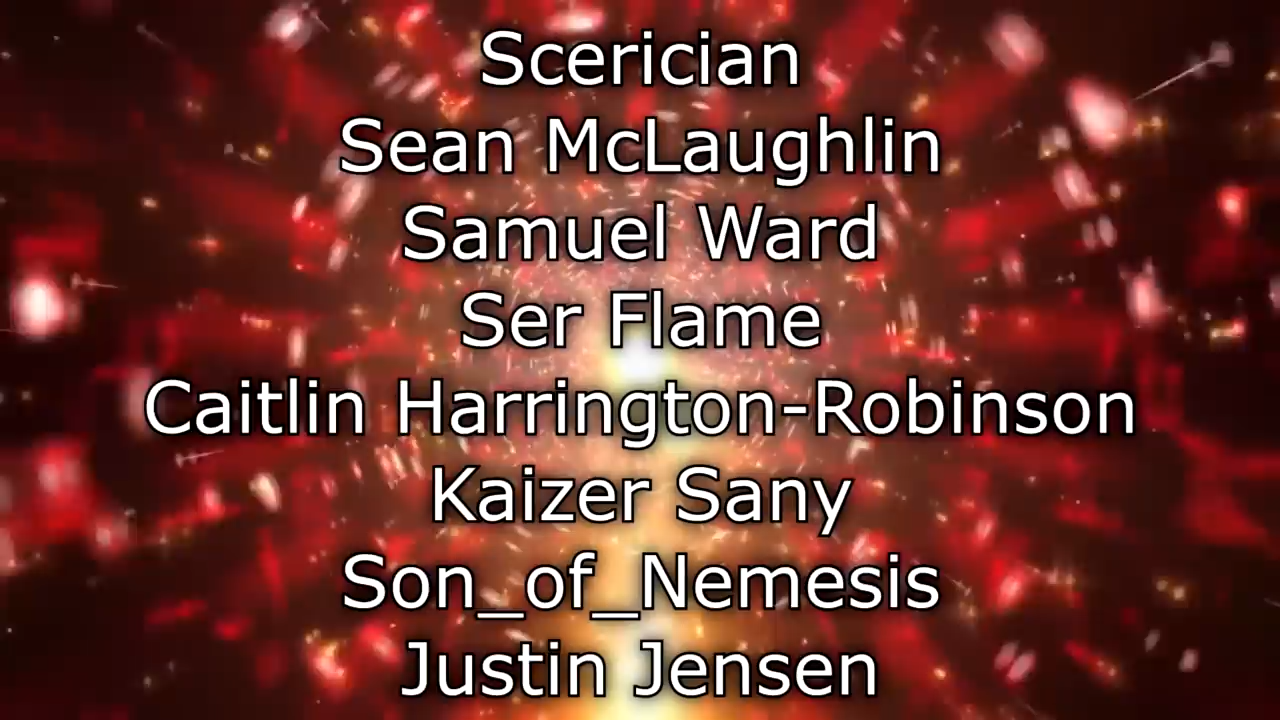 Scerician
Sean McLaughlin
Samuel Ward
Ser Flame
Caitlin Harrington-Robinson
Kaizer Sany
Son_of_Nemesis
Justin Jensen